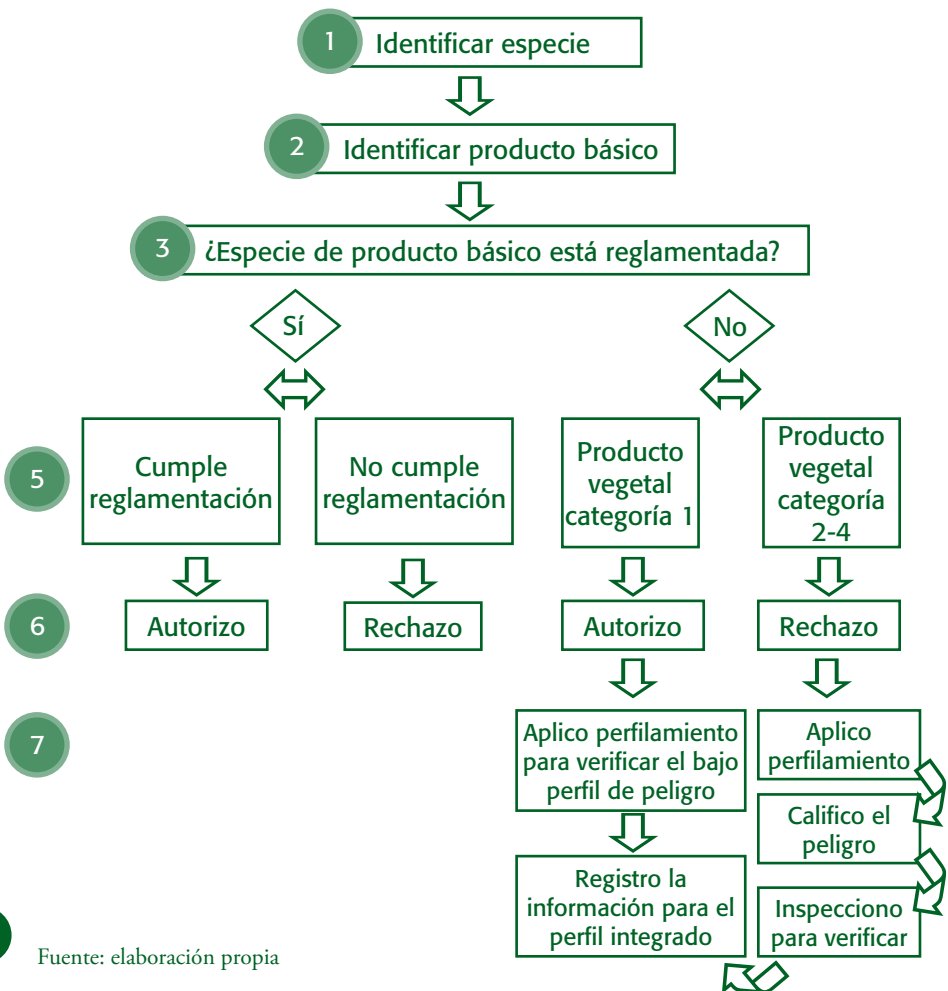 1 Identificar especie
2 Identificar producto básico
3 ¿Especie de producto básico está reglamentada?
Sí
No
5
Cumple
reglamentación
No cumple
reglamentación
Producto
vegetal
categoría 1
Producto
vegetal
categoría
2-4
6
Autorizo
Rechazo
Autorizo
Rechazo
7
Aplico perfilamiento
para verificar el bajo
perfil de peligro
Registro la
información para el
perfil integrado
Aplico
perfilamiento
Califico el
peligro
Inspecciono
para verificar
Fuente: elaboración propia